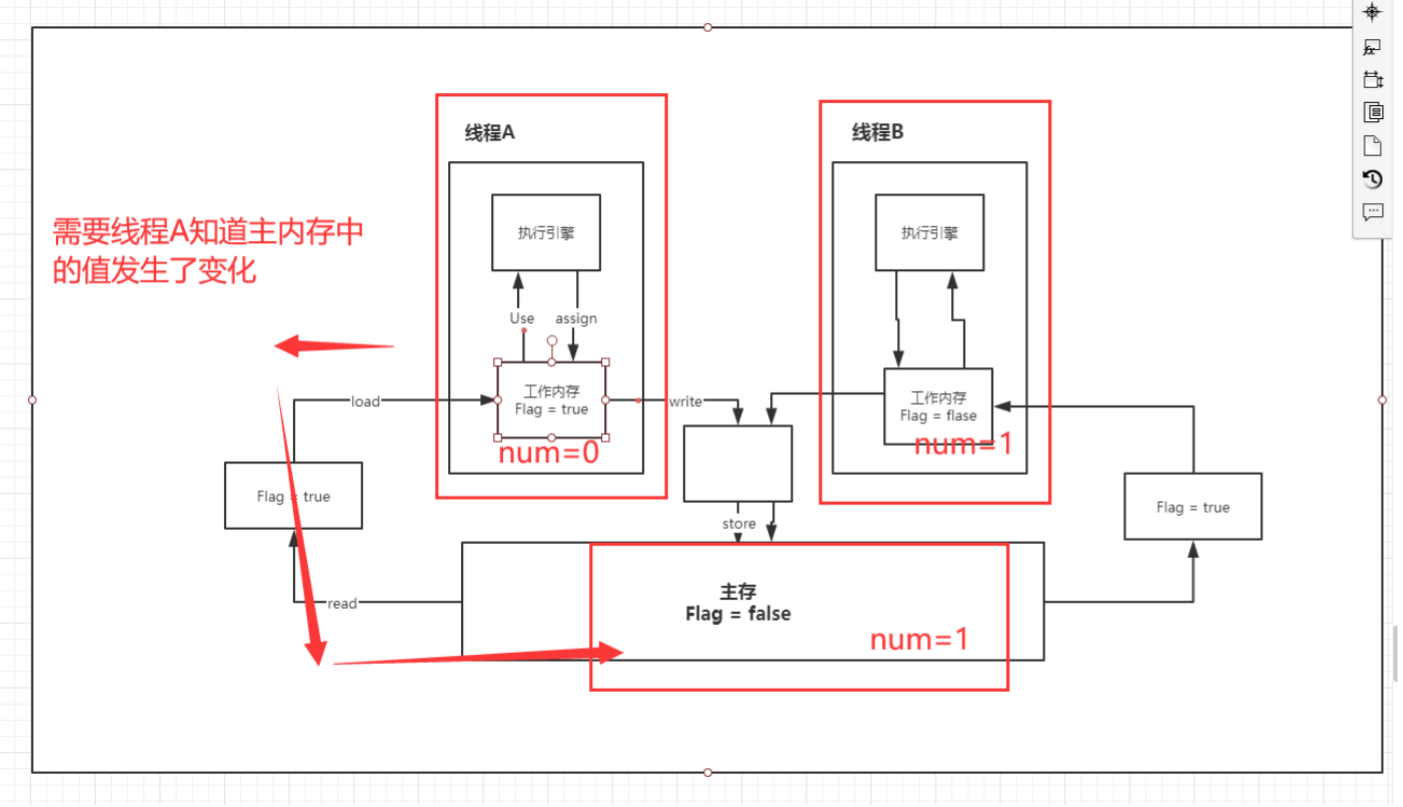 线程A
线程B
需要线程A知道主内存中
的值发生了变化
执行引擎
执行引擎
Use
assign
工作内存
Flag = true
工作内存
Flag = flase
load
write
num=0
num=1
Flag = true
Flag = true
store
主存
Flag = false
read
num=1